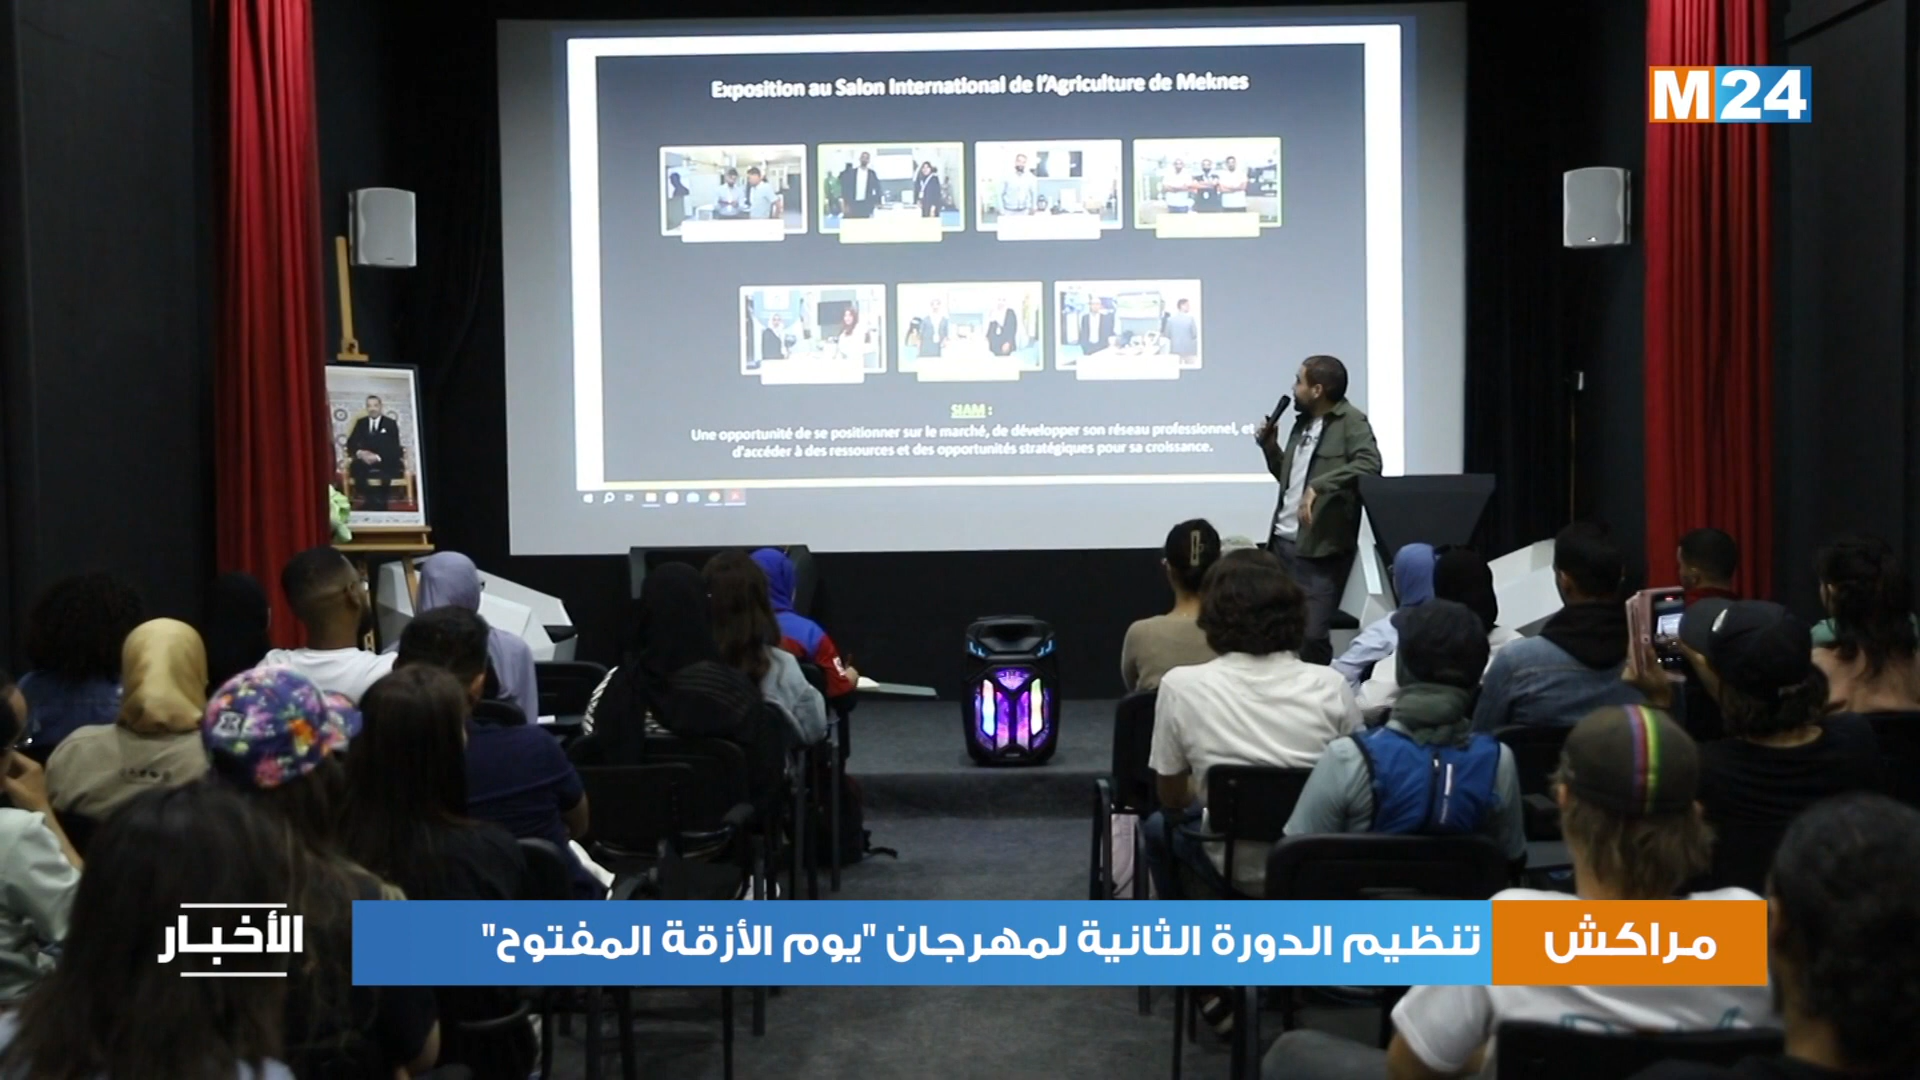 Exposition au Salon International de l'Agriculture de Meknes
M24
SIAM :
Une opportunité de se positionner sur le marché, de développer son réseau professionnel, et
d'accéder à des ressources et des opportunités stratégiques pour sa croissance.
مراكش
تنظيم الدورة الثانية لمهرجان "يوم الأزقة المفتوح"
الأخبار